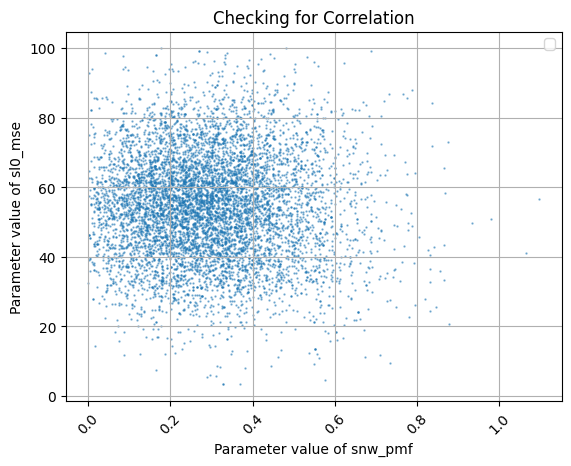 Checking for Correlation
Parameter value of sl0_mse
100
80
60
40
20
0
0.0 0.2 0.4 0.6 0.8 1.0
Parameter value of snw_pmf